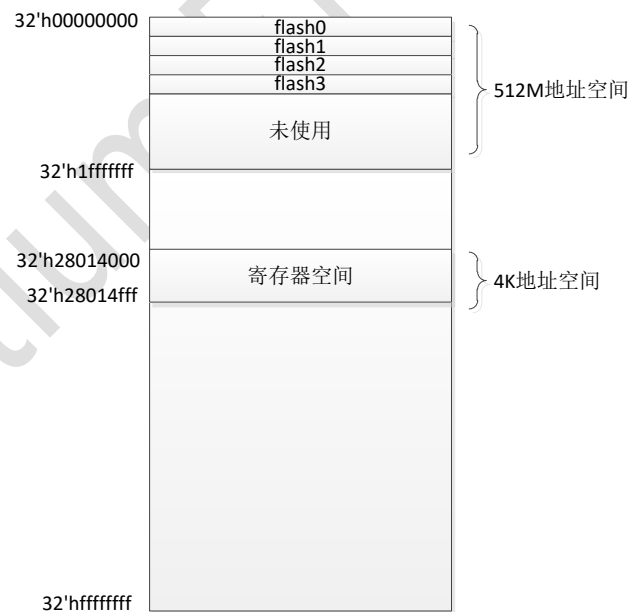 32'h00000000
flash0
flash1
flash2
flash3
512M地址空间
未使用
32'h1fffffff
32'h28014000
寄存器空间
4K地址空间
32'h28014fff
32'hffffffff